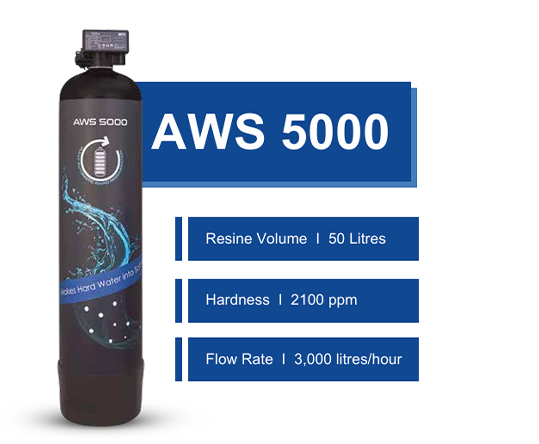 AWS 5000
AWS 5000
Makes Hard Water into
Resine Volume I 50 Litres
Hardness I 2100 ppm
Flow Rate I 3,000 litres/hour